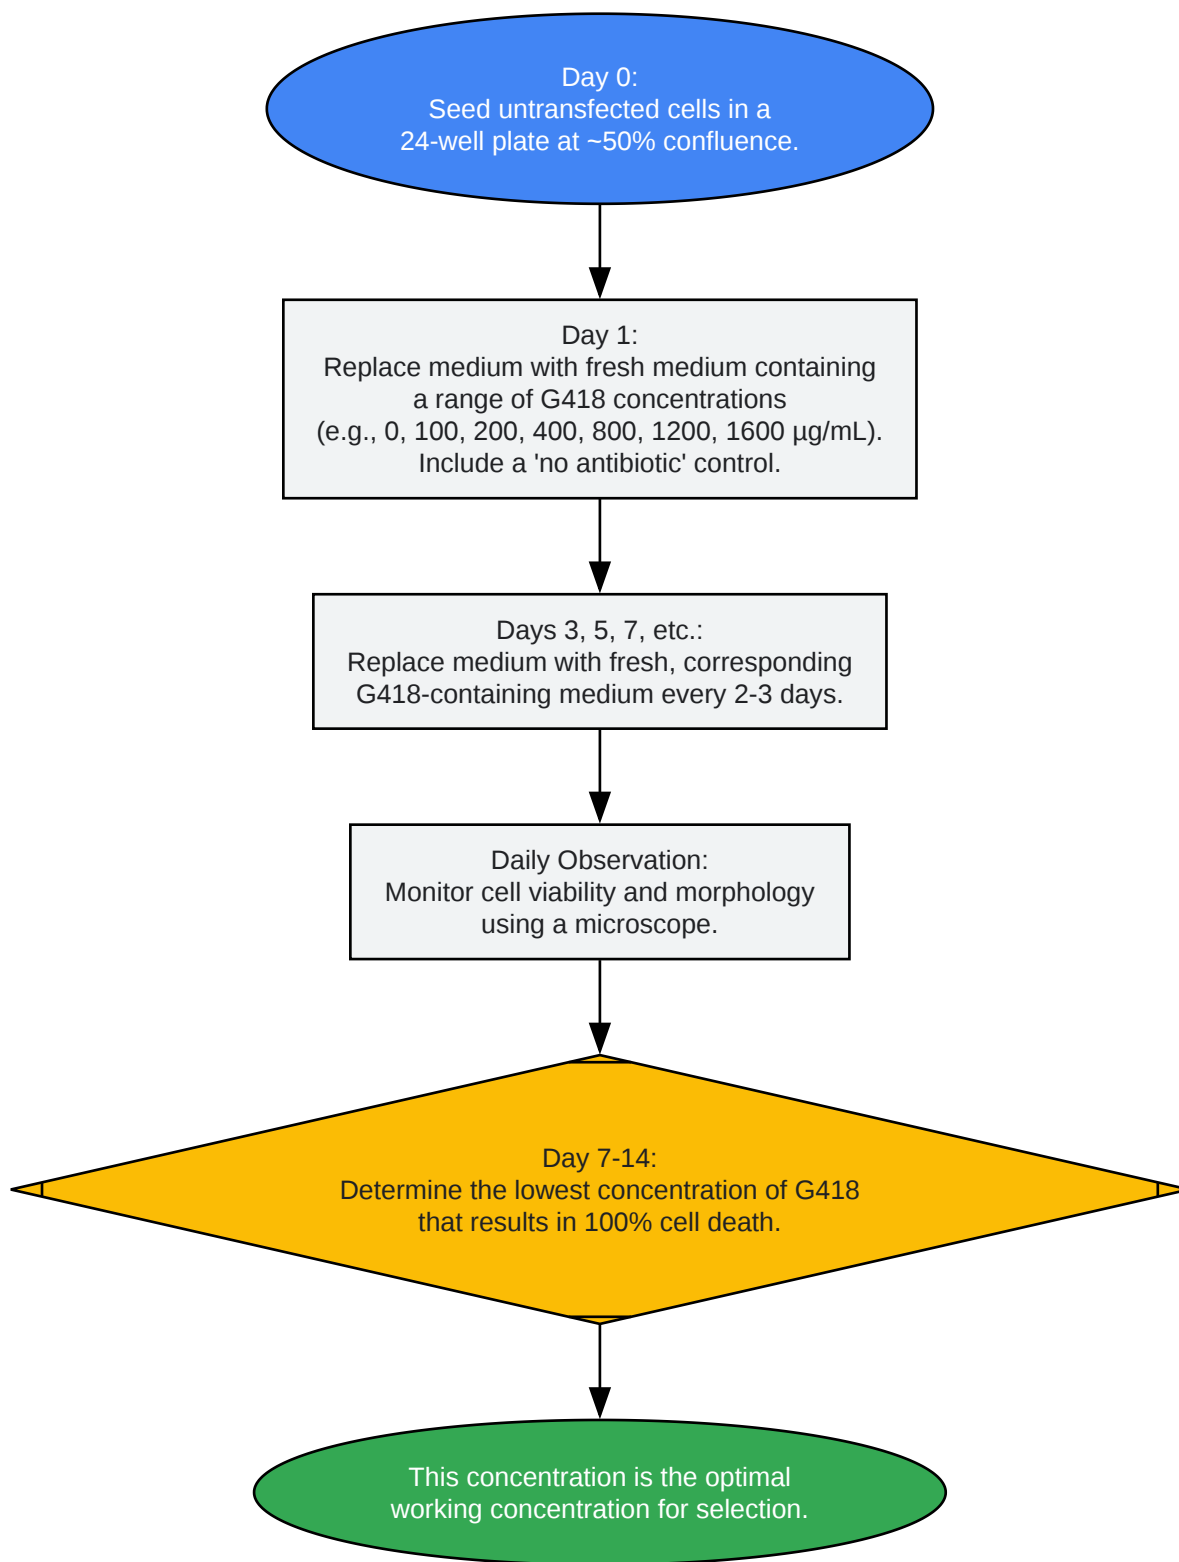 Day 0:
Seed untransfected cells in a
24-well plate at ~50% confluence.
Day 1:
Replace medium with fresh medium containing
a range of G418 concentrations
(e.g., 0, 100, 200, 400, 800, 1200, 1600 µg/mL).
Include a 'no antibiotic' control.
Days 3, 5, 7, etc.:
Replace medium with fresh, corresponding
G418-containing medium every 2-3 days.
Daily Observation:
Monitor cell viability and morphology
using a microscope.
Day 7-14:
Determine the lowest concentration of G418
that results in 100% cell death.
This concentration is the optimal
working concentration for selection.